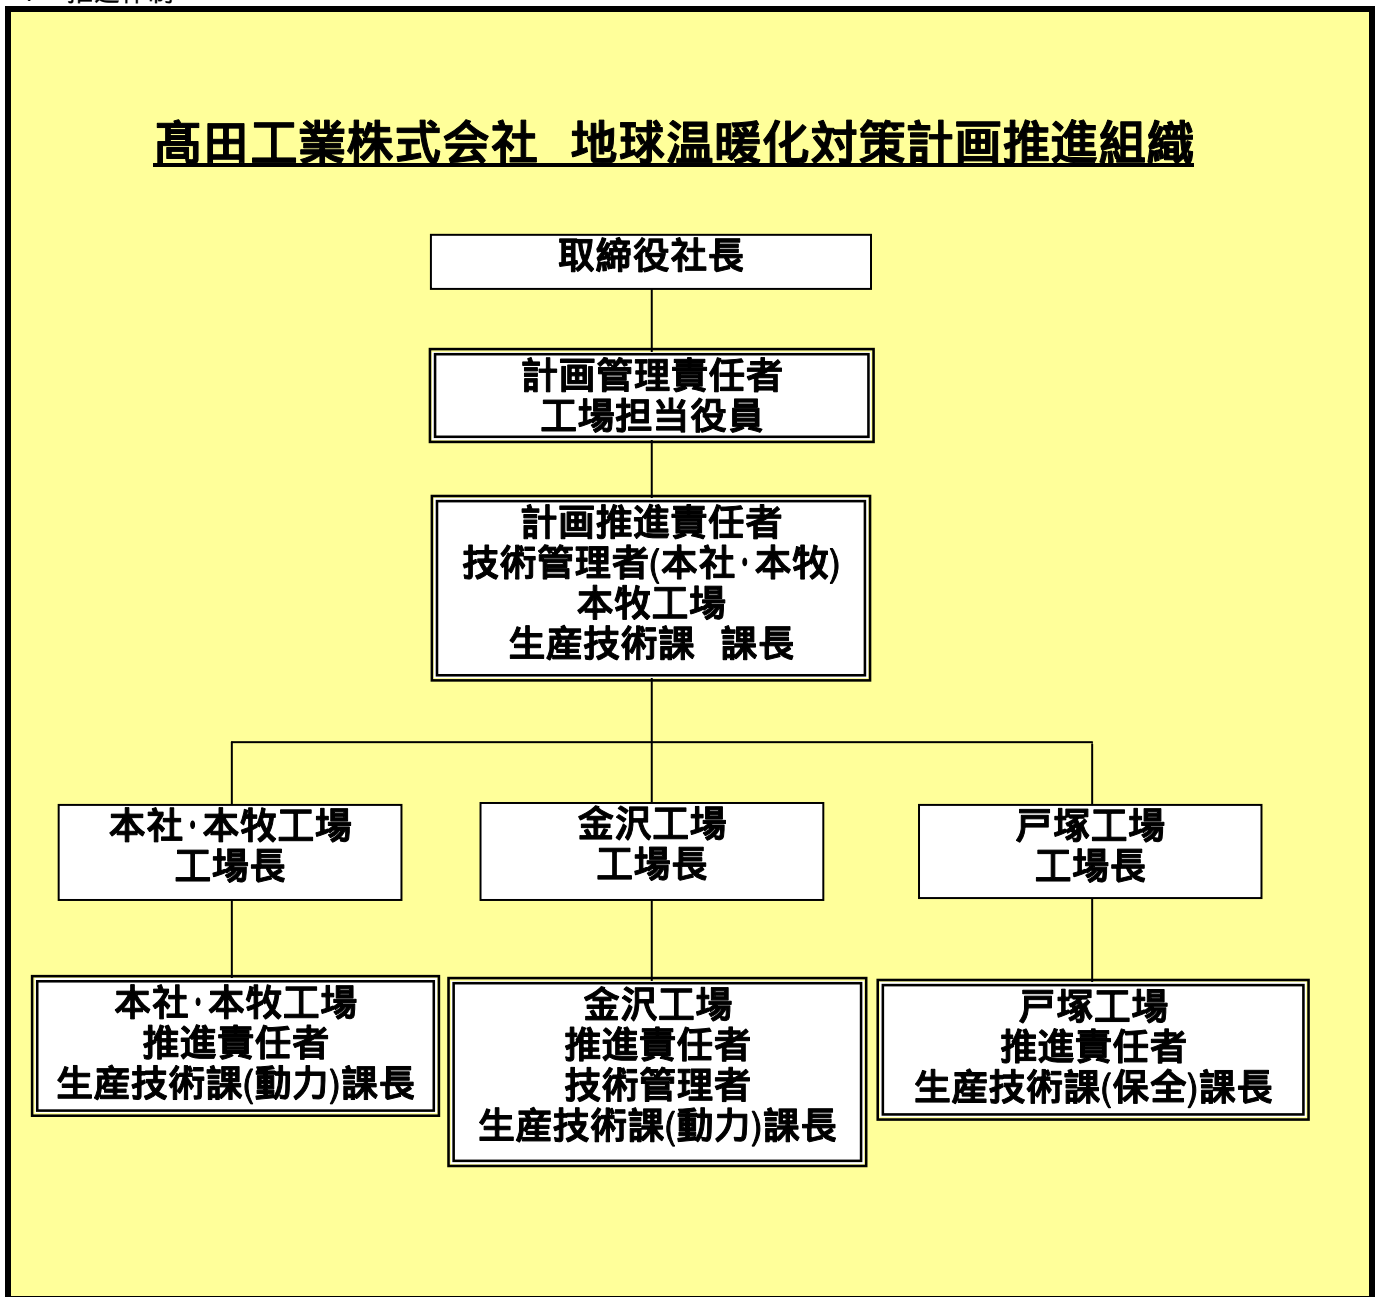 髙田工業株式会社　地球温暖化対策計画推進組織
取締役社長
計画管理責任者
工場担当役員
計画推進責任者
技術管理者(本社･本牧)
本牧工場
生産技術課　課長
本社･本牧工場
工場長
金沢工場
工場長
戸塚工場
工場長
本社･本牧工場
推進責任者
生産技術課(動力)課長
金沢工場
推進責任者
技術管理者
生産技術課(動力)課長
戸塚工場
推進責任者
生産技術課(保全)課長